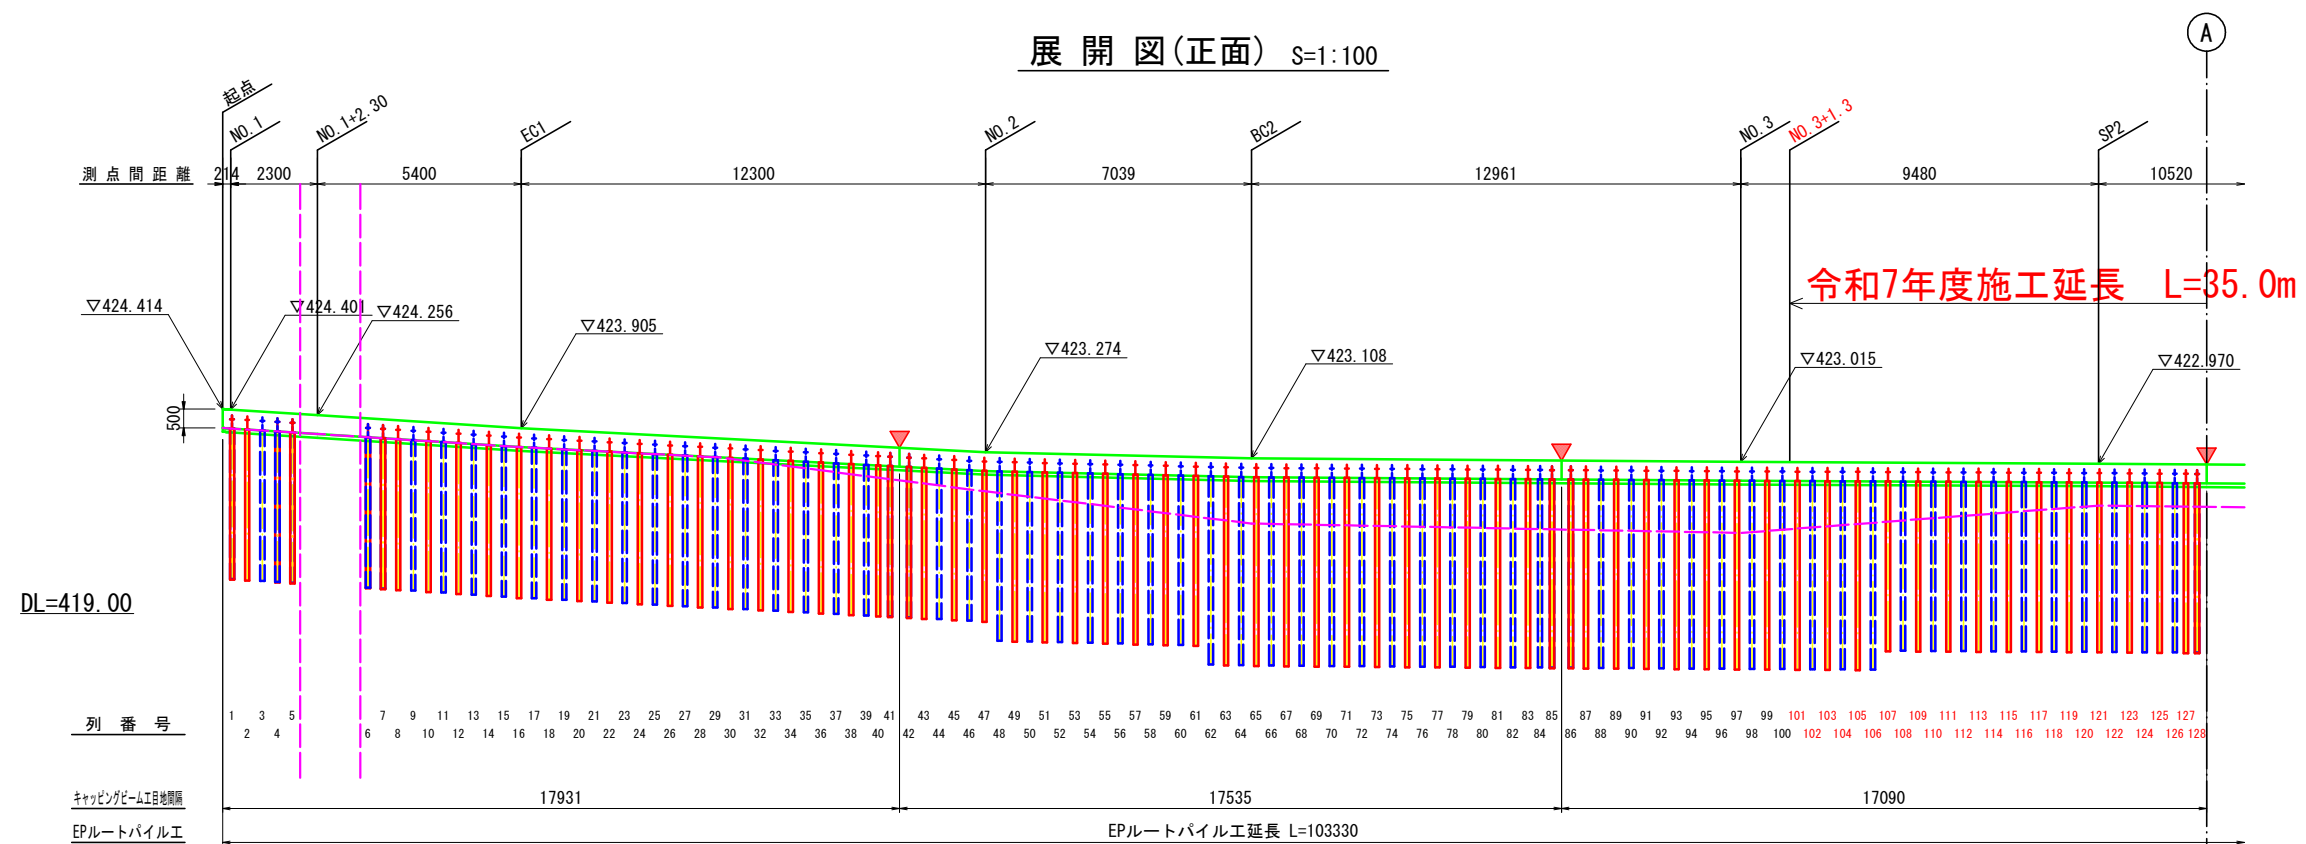 展開図(正面) S=1:100
A
起点
NO.1
NO.1+2.30
EC1
NO.2
BC2
NO.3
NO.3+1.3
SP2
測点間距離 214 2300 5400 12300 7039 12961 9480 10520
令和7年度施工延長 L=35.0m
▽424.414
▽424.401
▽424.256
▽423.905
▽423.274
▽423.108
▽423.015
▽422.970
500
DL=419.00
列番号
1 3 5 7 9 11 13 15 17 19 21 23 25 27 29 31 33 35 37 39 41 43 45 47 49 51 53 55 57 59 61 63 65 67 69 71 73 75 77 79 81 83 85 87 89 91 93 95 97 99 101 103 105 107 109 111 113 115 117 119 121 123 125 127
2 4 6 8 10 12 14 16 18 20 22 24 26 28 30 32 34 36 38 40 42 44 46 48 50 52 54 56 58 60 62 64 66 68 70 72 74 76 78 80 82 84 86 88 90 92 94 96 98 100 102 104 106 108 110 112 114 116 118 120 122 124 126 128
キャッピングビーム工目地間隔 17931 17535 17090
EPルートパイル工 EPルートパイル工延長 L=103330